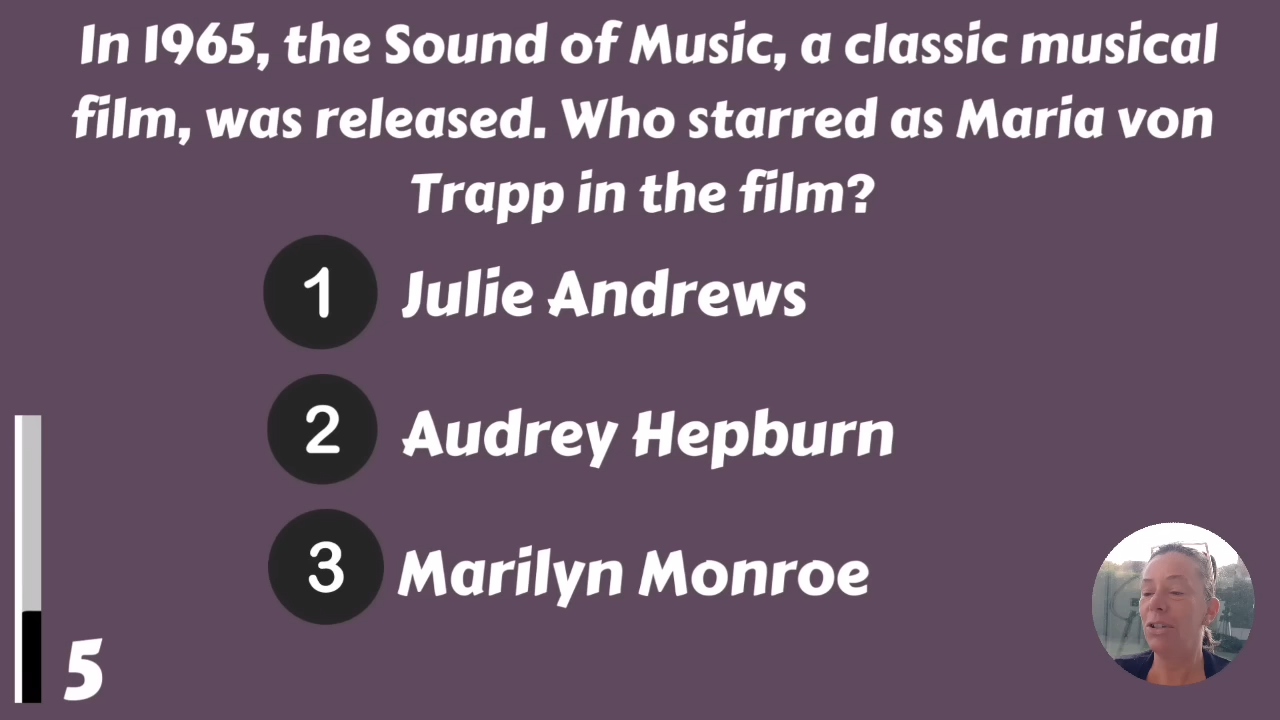 In 1965, the Sound of Music, a classic musical
film, was released. Who starred as Maria von
Trapp in the film?
1 Julie Andrews
2 Audrey Hepburn
3 Marilyn Monroe
5